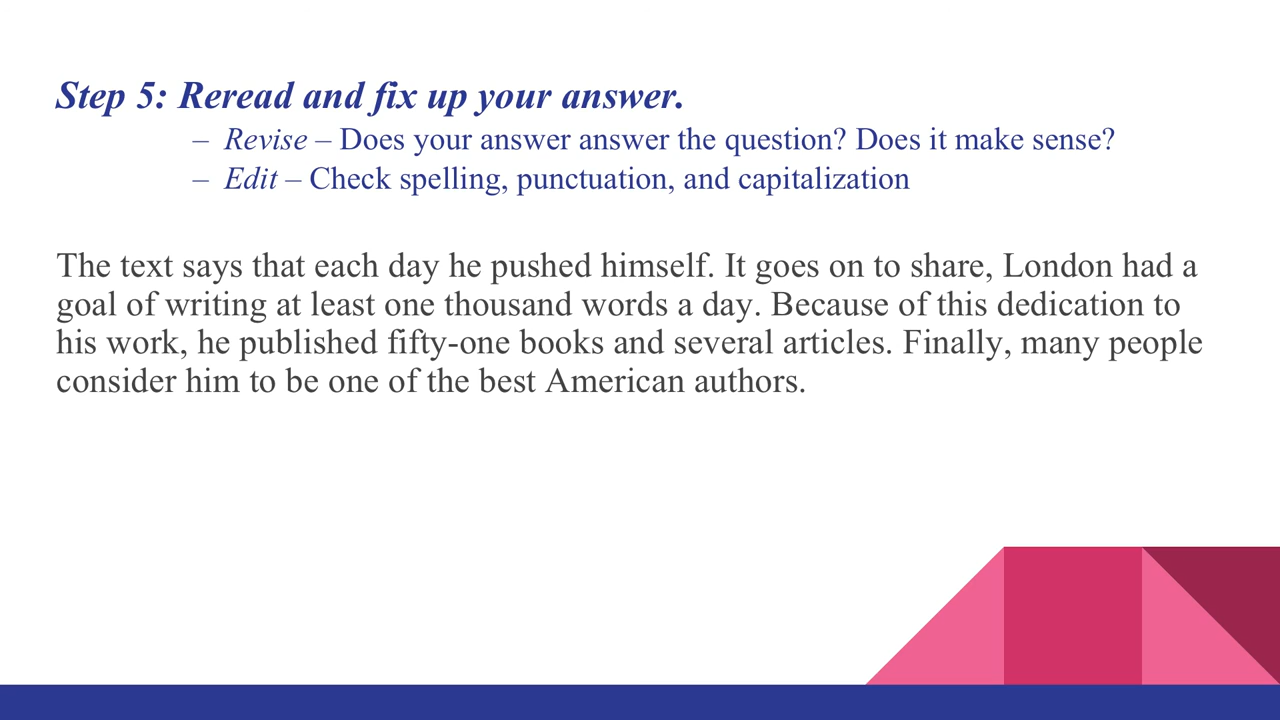 Step 5: Reread and fix up your answer.
– Revise – Does your answer answer the question? Does it make sense?
– Edit – Check spelling, punctuation, and capitalization
The text says that each day he pushed himself. It goes on to share, London had a
goal of writing at least one thousand words a day. Because of this dedication to
his work, he published fifty-one books and several articles. Finally, many people
consider him to be one of the best American authors.